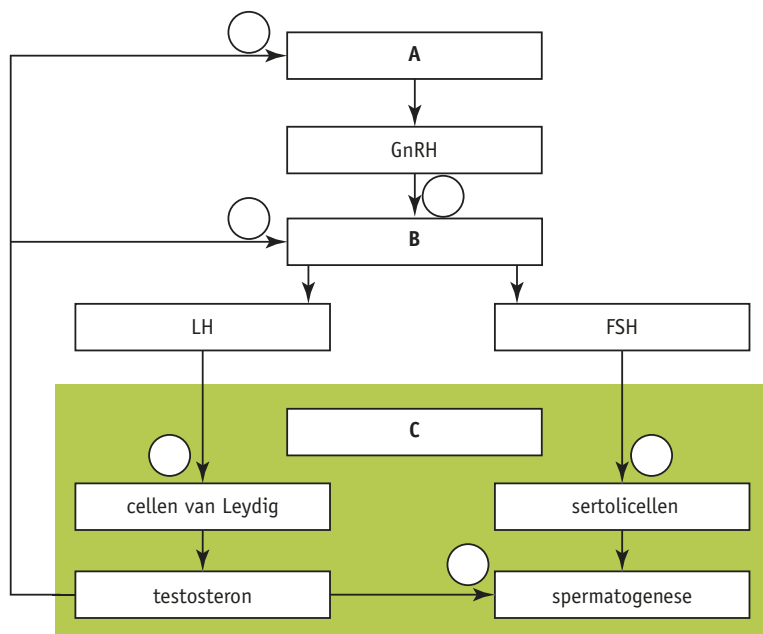 A
GnRH
B
LH
FSH
C
cellen van Leydig
sertolicellen
testosteron
spermatogenese